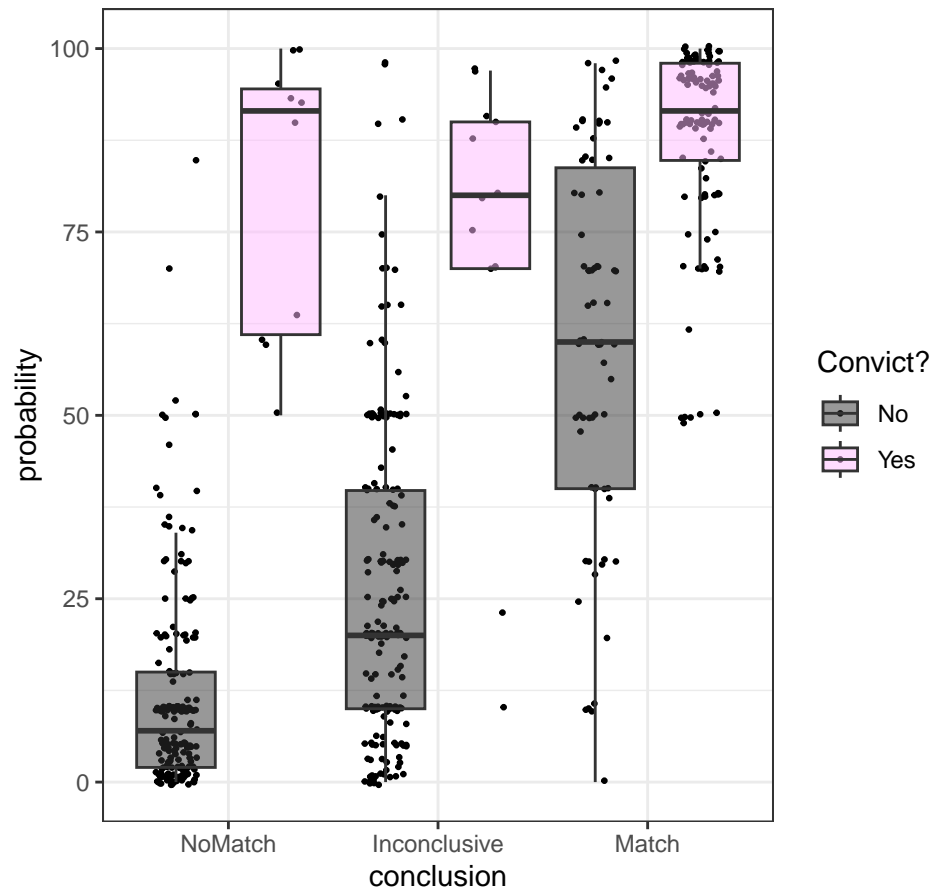 100
75
50
25
0
probability
NoMatch
Inconclusive
Match
conclusion
Convict?
No
Yes